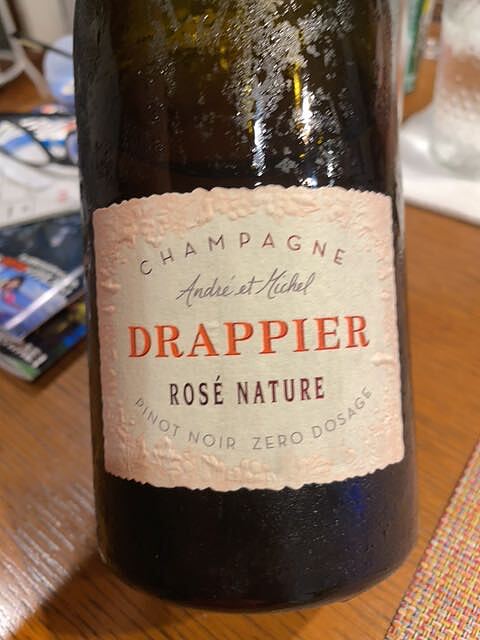 CHAMPAGNE
André et Michel
DRAPPIER
ROSÉ NATURE
PINOT NOIR ZERO DOSAGE